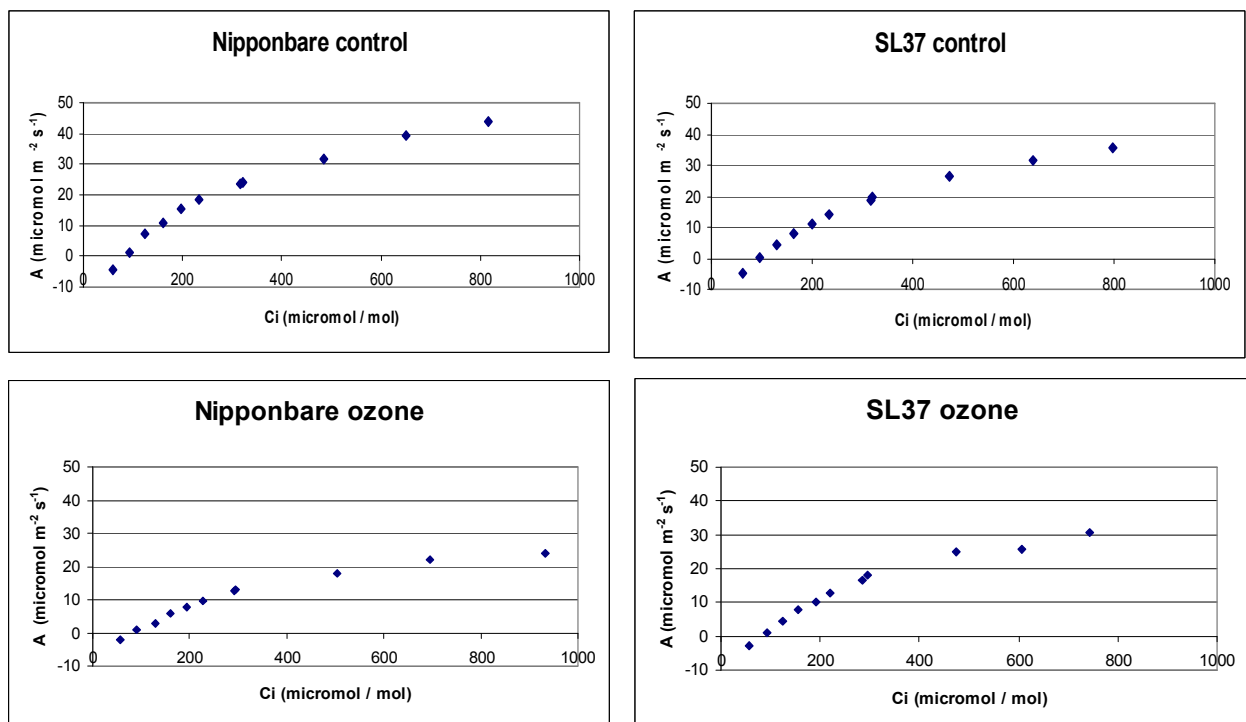 Nipponbare control
A (micromol m -2 s-1)
50
40
30
20
10
0
-10
0 200 400 600 800 1000
Ci (micromol / mol)
SL37 control
A (micromol m -2 s-1)
50
40
30
20
10
0
-10
0 200 400 600 800 1000
Ci (micromol / mol)
Nipponbare ozone
A (micromol m-2 s-1)
50
40
30
20
10
0
-10
0 200 400 600 800 1000
Ci (micromol / mol)
SL37 ozone
A (micromol m-2 s-1)
50
40
30
20
10
0
-10
0 200 400 600 800 1000
Ci (micromol / mol)